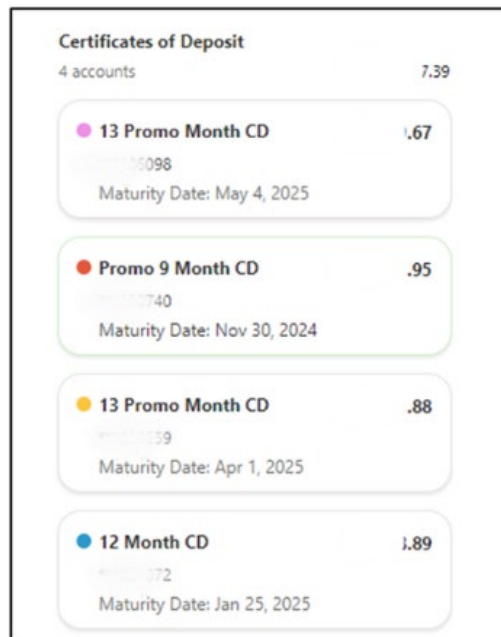 Certificates of Deposit
4 accounts 7.39
13 Promo Month CD .67
098
Maturity Date: May 4, 2025
Promo 9 Month CD .95
740
Maturity Date: Nov 30, 2024
13 Promo Month CD .88
59
Maturity Date: Apr 1, 2025
12 Month CD .89
72
Maturity Date: Jan 25, 2025